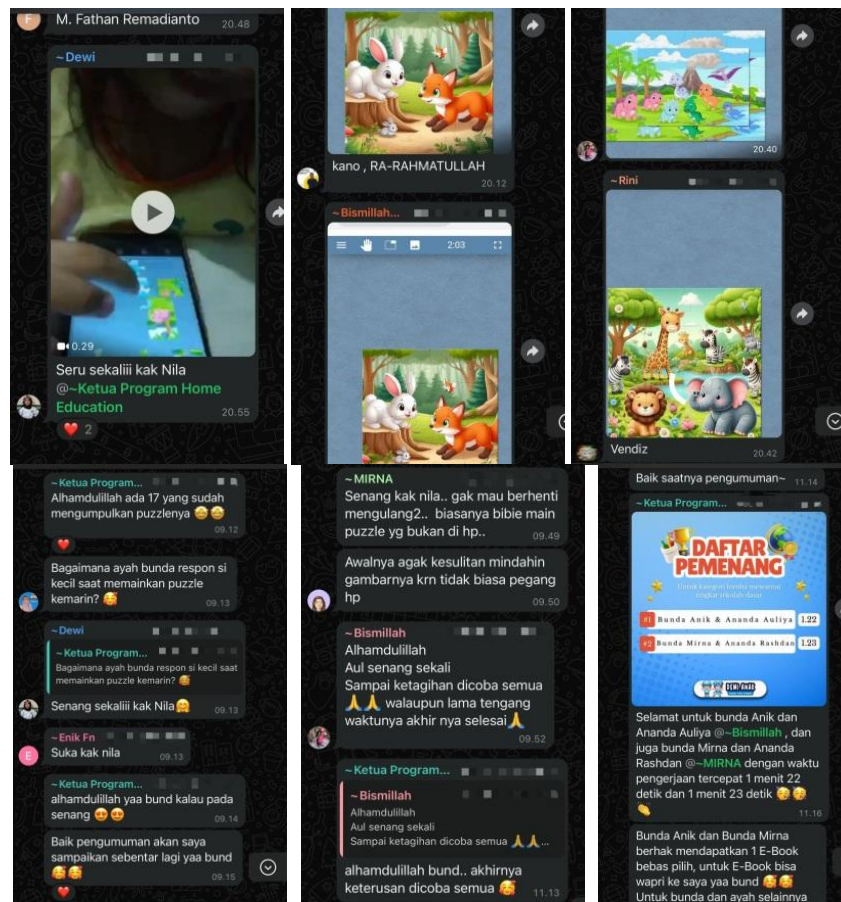 F
M. Fathan Remadianto 20.48
~Dewi
0.29
Seru sekaliii kak Nila
@~Ketua Program Home
Education 20.55
❤️ 2
kano , RA-RAHMATULLAH
20.12
~Bismillah...
2:03
20.40
~Rini
Vendiz 20.42
~Ketua Program...
Alhamdulillah ada 17 yang sudah
mengumpulkan puzzlenya 🤩🤩
09.12
❤️
Bagaimana ayah bunda respon si
kecil saat memainkan puzzle
kemarin? 🥰 09.13
~Dewi
~Ketua Program...
Bagaimana ayah bunda respon si kecil saat
memainkan puzzle kemarin? 🥰
Senang sekaliii kak Nila🤗 09.13
~Enik Fn
E
Suka kak nila 09.13
~Ketua Program...
alhamdulillah yaa bund kalau pada
senang 😍😍 09.14
Baik pengumuman akan saya
sampaikan sebentar lagi yaa bund
🥰🥰 09.15
❤️
~MIRNA
Senang kak nila.. gak mau berhenti
mengulang2.. biasanya bibie main
puzzle yg bukan di hp.. 09.49
Awalnya agak kesulitan mindahin
gambarnya krn tidak biasa pegang
hp 09.50
~Bismillah
Alhamdulillah
Aul senang sekali
Sampai ketagihan dicoba semua
🙏🙏 walaupun lama tengang
waktunya akhir nya selesai🙏
09.52
~Ketua Program...
~Bismillah
Alhamdulillah
Aul senang sekali
Sampai ketagihan dicoba semua 🙏🙏...
alhamdulillah bund.. akhirnya
keterusan dicoba semua 🥰 11.13
Baik saatnya pengumuman~ 11.14
~Ketua Program...
DAFTAR
PEMENANG
#1 Bunda Anik & Ananda Auliya 1.22
#2 Bunda Mirna & Ananda Rashdan 1.23
Selamat untuk bunda Anik dan
Ananda Auliya @~Bismillah , dan
juga bunda Mirna dan Ananda
Rashdan @~MIRNA dengan waktu
pengerjaan tercepat 1 menit 22
detik dan 1 menit 23 detik 🥳🥳
👏 11.16
Bunda Anik dan Bunda Mirna
berhak mendapatkan 1 E-Book
bebas pilih, untuk E-Book bisa
wapri ke saya yaa bund 🥰🥰
Untuk bunda dan ayah selainnya